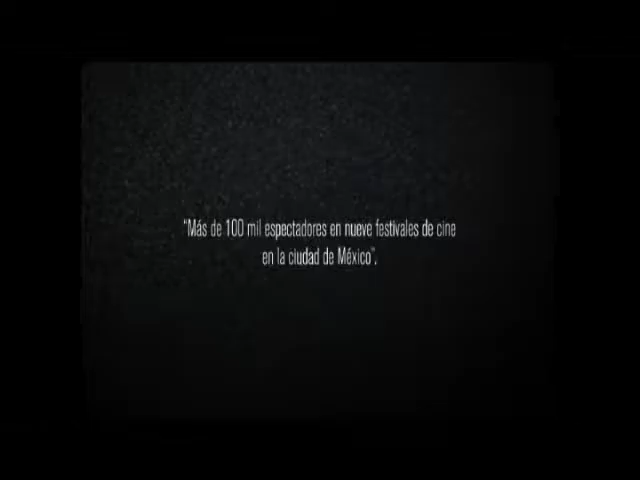 "Más de 100 mil espectadores en nueve festivales de cine
en la ciudad de México".